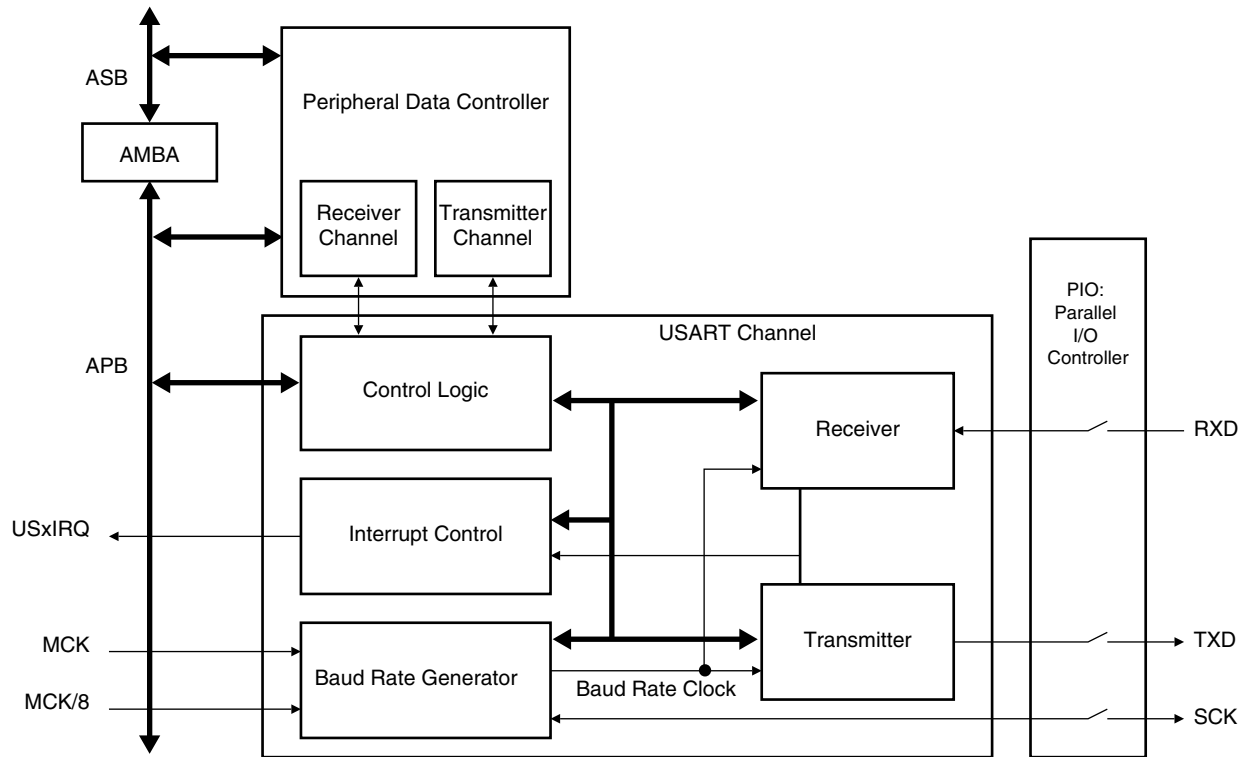 ASB
Peripheral Data Controller
AMBA
Receiver
Channel
Transmitter
Channel
PIO:
Parallel
I/O
Controller
USART Channel
APB
Control Logic
Receiver
RXD
USxIRQ
Interrupt Control
MCK
Baud Rate Generator
Transmitter
TXD
Baud Rate Clock
MCK/8
SCK